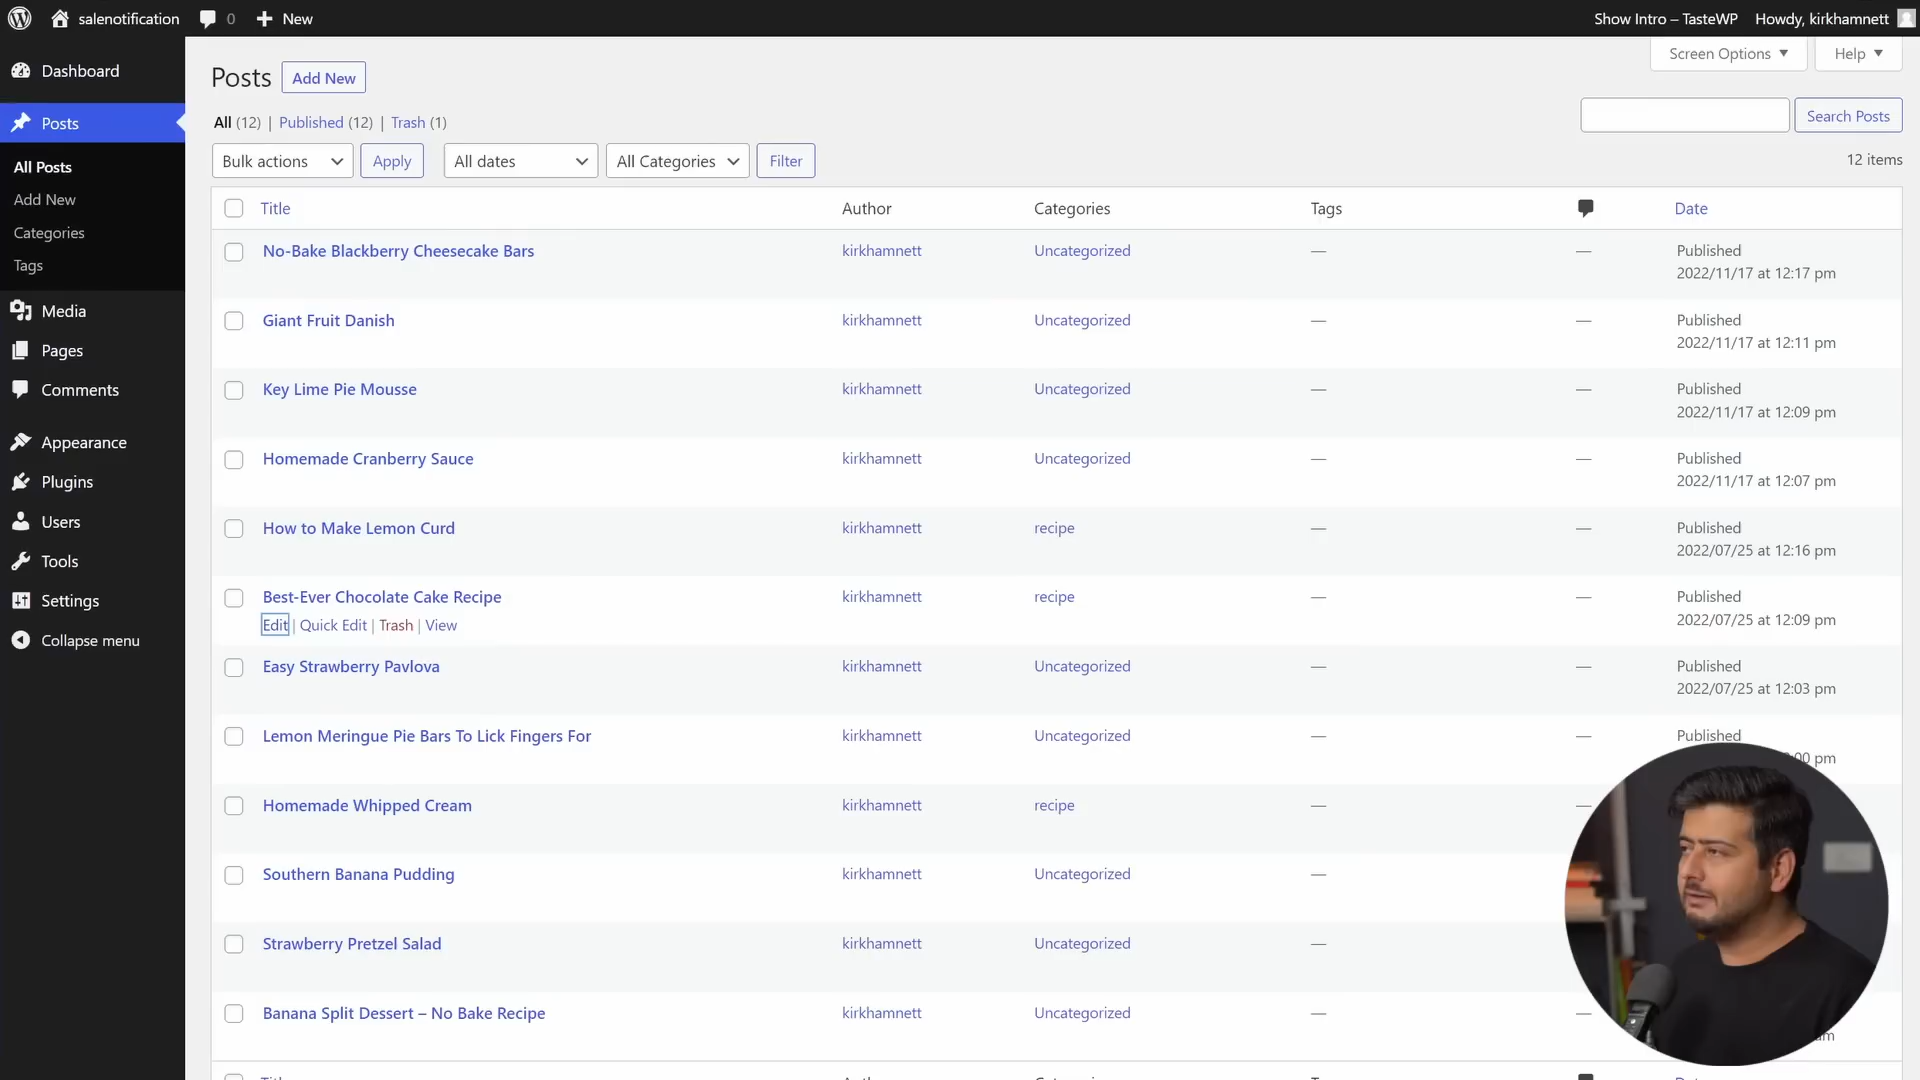 salenotification 0 New Show Intro – TasteWP Howdy, kirkhamnett
Dashboard
Posts
All Posts
Add New
Categories
Tags
Media
Pages
Comments
Appearance
Plugins
Users
Tools
Settings
Collapse menu
Screen Options Help
Posts Add New
All (12) | Published (12) | Trash (1)
Search Posts
Bulk actions Apply All dates All Categories Filter
12 items
Title Author Categories Tags Date
No-Bake Blackberry Cheesecake Bars kirkhamnett Uncategorized — — Published
2022/11/17 at 12:17 pm
Giant Fruit Danish kirkhamnett Uncategorized — — Published
2022/11/17 at 12:11 pm
Key Lime Pie Mousse kirkhamnett Uncategorized — — Published
2022/11/17 at 12:09 pm
Homemade Cranberry Sauce kirkhamnett Uncategorized — — Published
2022/11/17 at 12:07 pm
How to Make Lemon Curd kirkhamnett recipe — — Published
2022/07/25 at 12:16 pm
Best-Ever Chocolate Cake Recipe kirkhamnett recipe — — Published
Edit | Quick Edit | Trash | View 2022/07/25 at 12:09 pm
Easy Strawberry Pavlova kirkhamnett Uncategorized — — Published
2022/07/25 at 12:03 pm
Lemon Meringue Pie Bars To Lick Fingers For kirkhamnett Uncategorized — — Published
:00 pm
Homemade Whipped Cream kirkhamnett recipe — —
Southern Banana Pudding kirkhamnett Uncategorized —
Strawberry Pretzel Salad kirkhamnett Uncategorized —
Banana Split Dessert – No Bake Recipe kirkhamnett Uncategorized — —
am